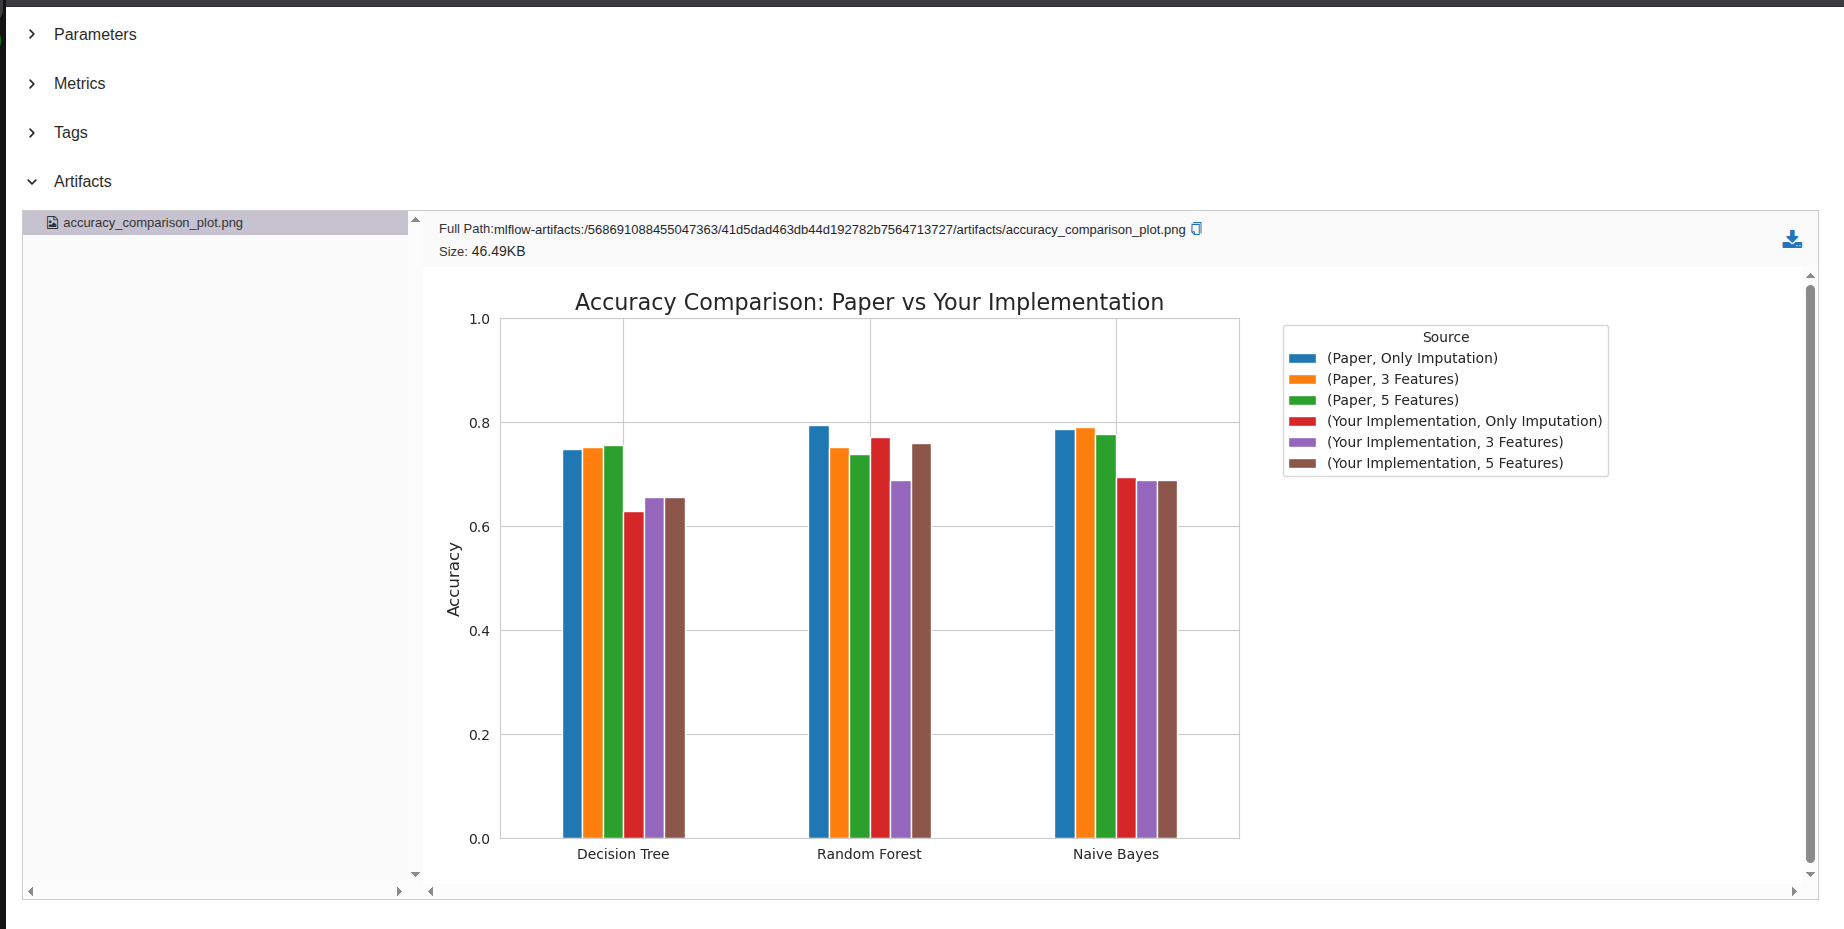 Parameters
Metrics
Tags
Artifacts
accuracy_comparison_plot.png
Full Path:mlflow-artifacts:/568691088455047363/41d5dad463db44d192782b7564713727/artifacts/accuracy_comparison_plot.png
Size: 46.49KB
Accuracy Comparison: Paper vs Your Implementation
1.0
0.8
0.6
0.4
0.2
0.0
Accuracy
Decision Tree
Random Forest
Naive Bayes
Source
(Paper, Only Imputation)
(Paper, 3 Features)
(Paper, 5 Features)
(Your Implementation, Only Imputation)
(Your Implementation, 3 Features)
(Your Implementation, 5 Features)